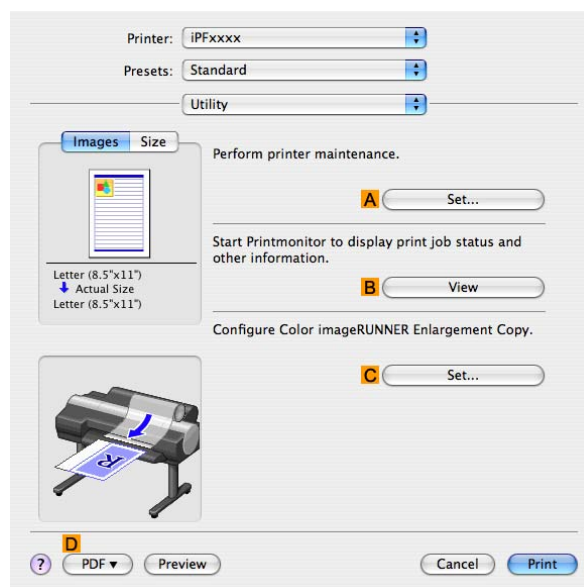 Printer: iPFxxxx
Presets: Standard
Utility
Images Size
Letter (8.5"x11")
Actual Size
Letter (8.5"x11")
Perform printer maintenance.
A Set...
Start Printmonitor to display print job status and
other information.
B View
Configure Color imageRUNNER Enlargement Copy.
C Set...
R
D
? PDF▼ Preview Cancel Print